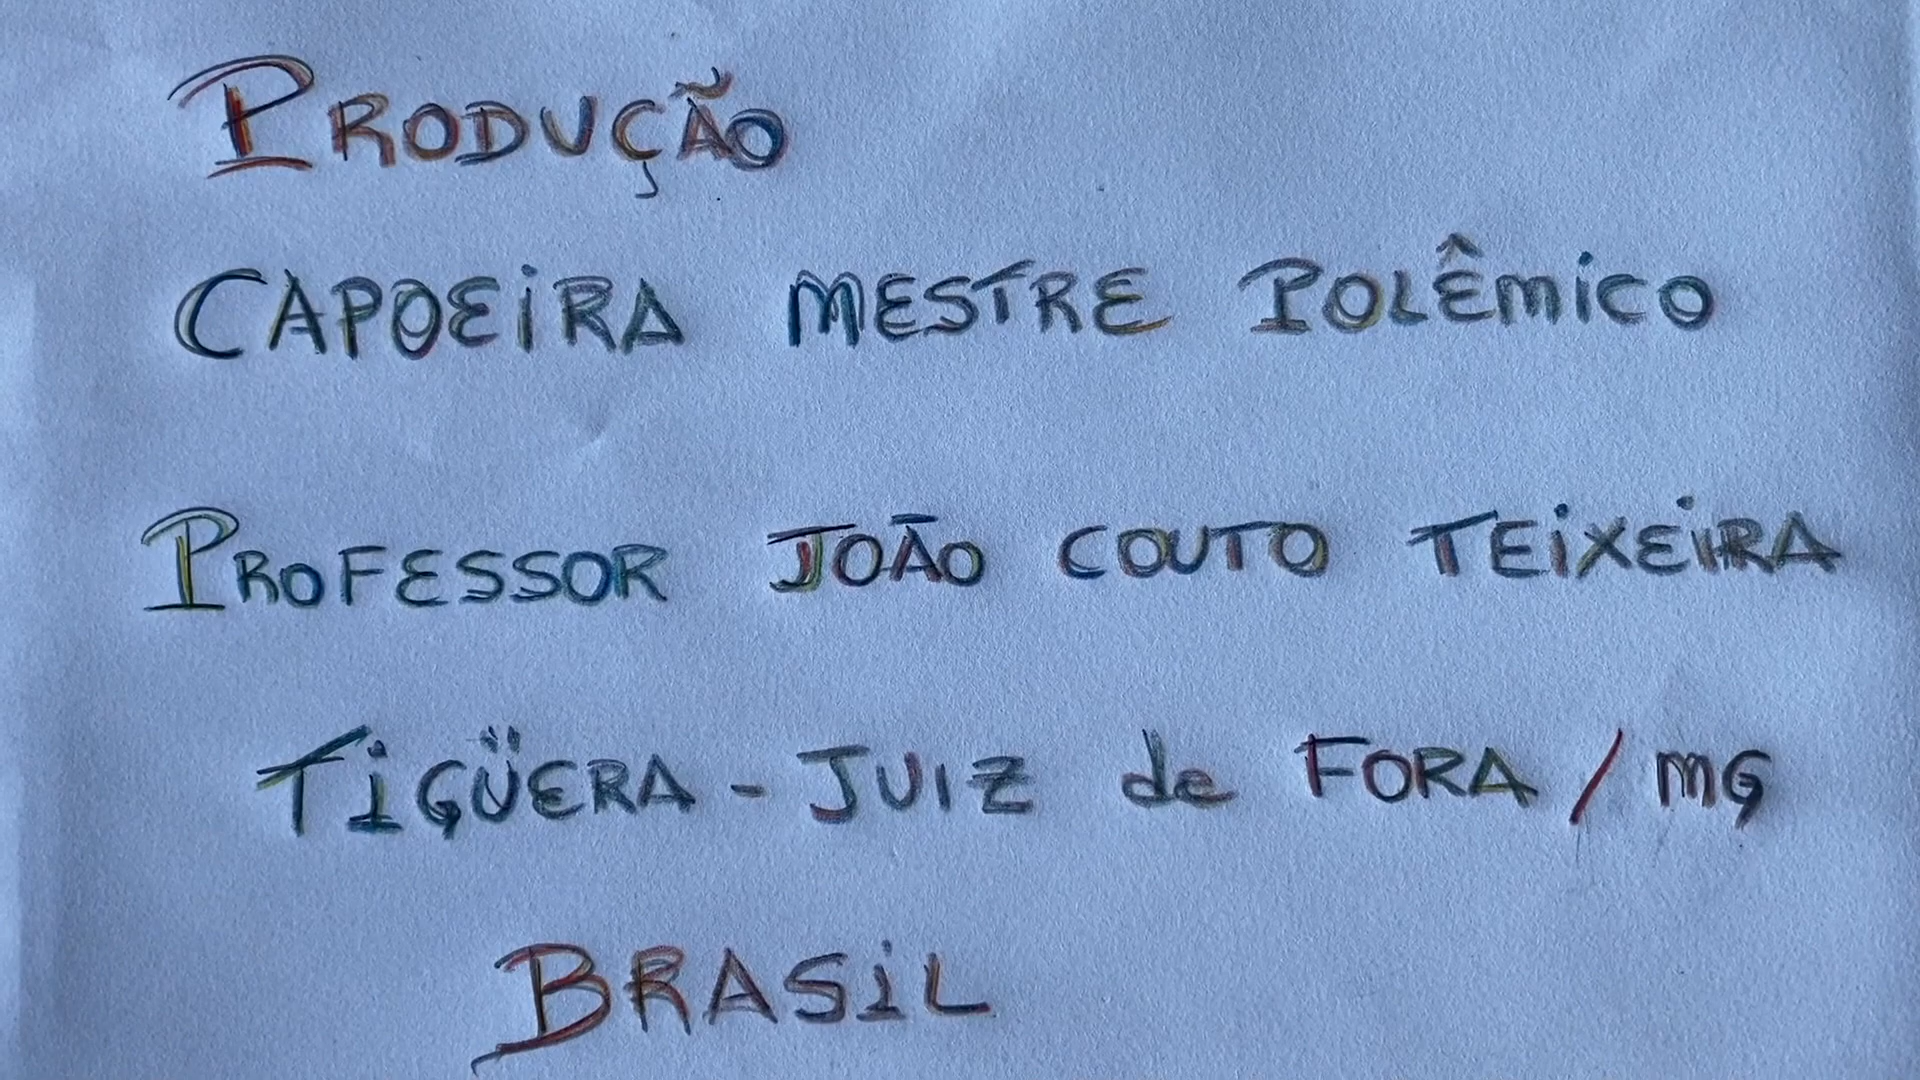 PRODUÇÃO
CAPOEIRA MESTRE POLÊMICO
PROFESSOR JOÃO COUTO TEIXEIRA
TIGÜERA - JUIZ de FORA / MG
BRASIL